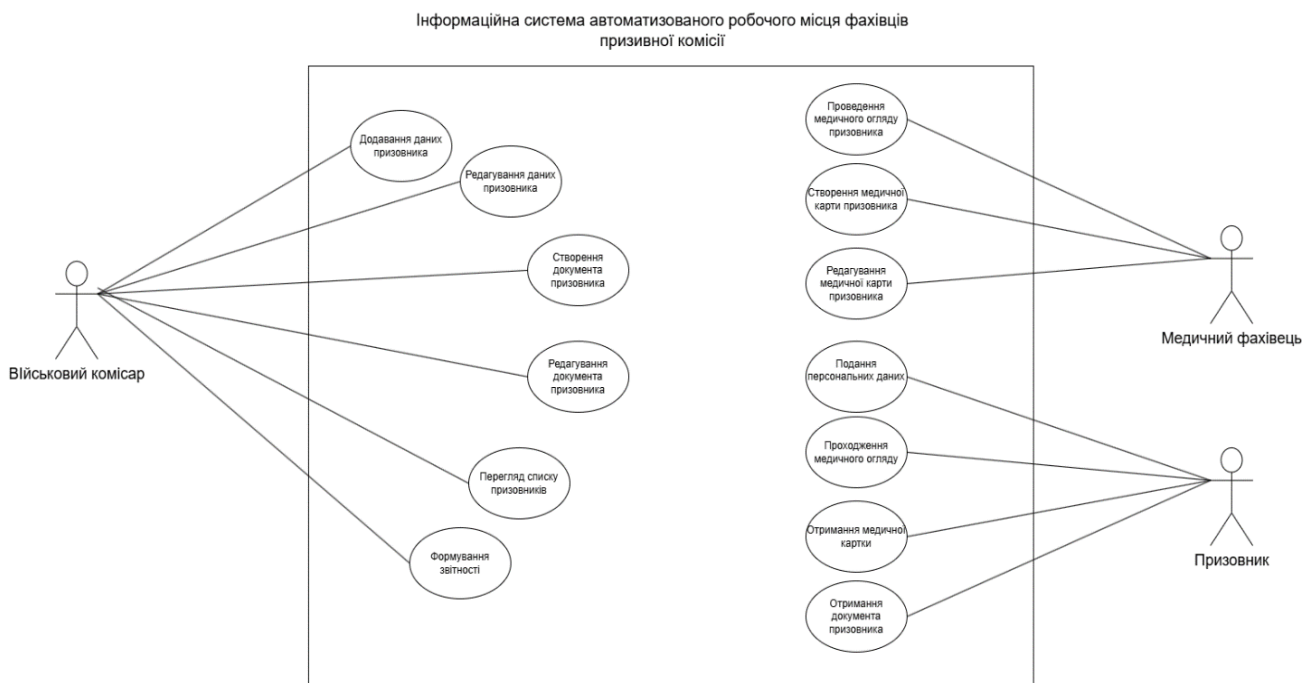 Інформаційна система автоматизованого робочого місця фахівців
призивної комісії
Додавання даних
призовника
Редагування даних
призовника
Створення
документа
призовника
Редагування
документа
призовника
Перегляд списку
призовників
Формування
звітності
ВІйськовий комісар
Проведення
медичного огляду
призовника
Створення медичної
карти призовника
Редагування
медичної карти
призовника
Подання
персональних даних
Проходження
медичного огляду
Отримання медичної
картки
Отримання
документа
призовника
Медичний фахівець
Призовник